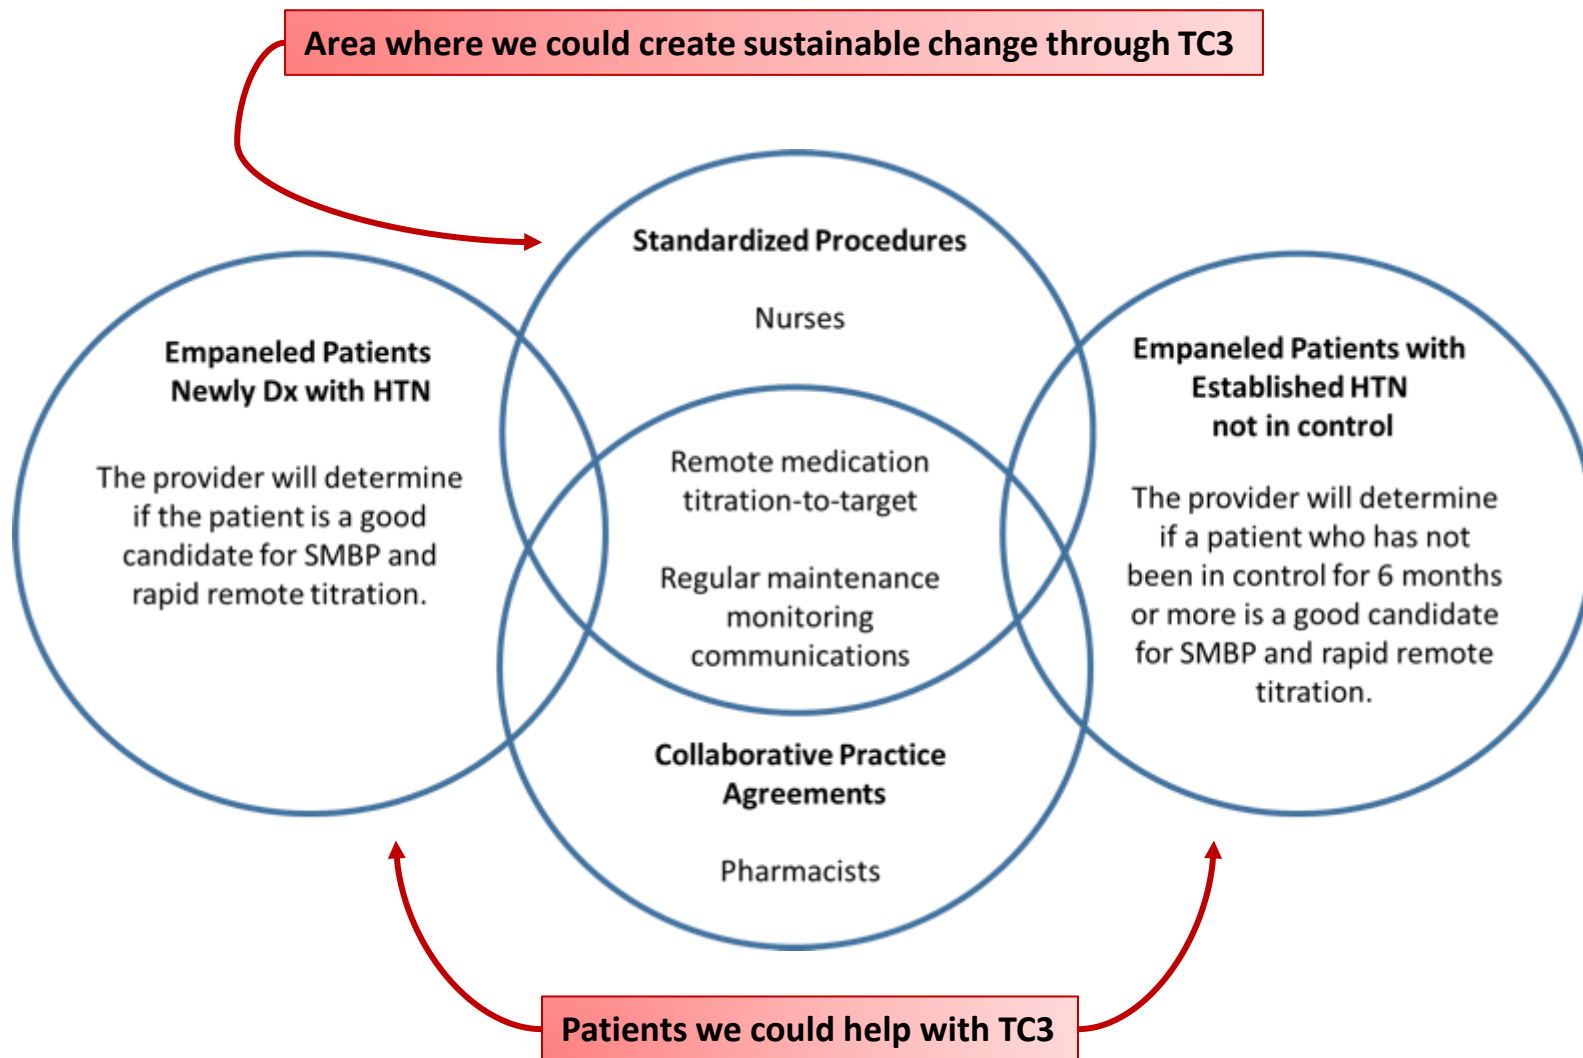 Area where we could create sustainable change through TC3
Standardized Procedures
Nurses
Empaneled Patients
Newly Dx with HTN
The provider will determine
if the patient is a good
candidate for SMBP and
rapid remote titration.
Remote medication
titration-to-target
Regular maintenance
monitoring
communications
Empaneled Patients with
Established HTN
not in control
The provider will determine
if a patient who has not
been in control for 6 months
or more is a good candidate
for SMBP and rapid remote
titration.
Collaborative Practice
Agreements
Pharmacists
Patients we could help with TC3